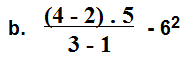 b. (4 - 2) . 5
3 - 1 - 6²